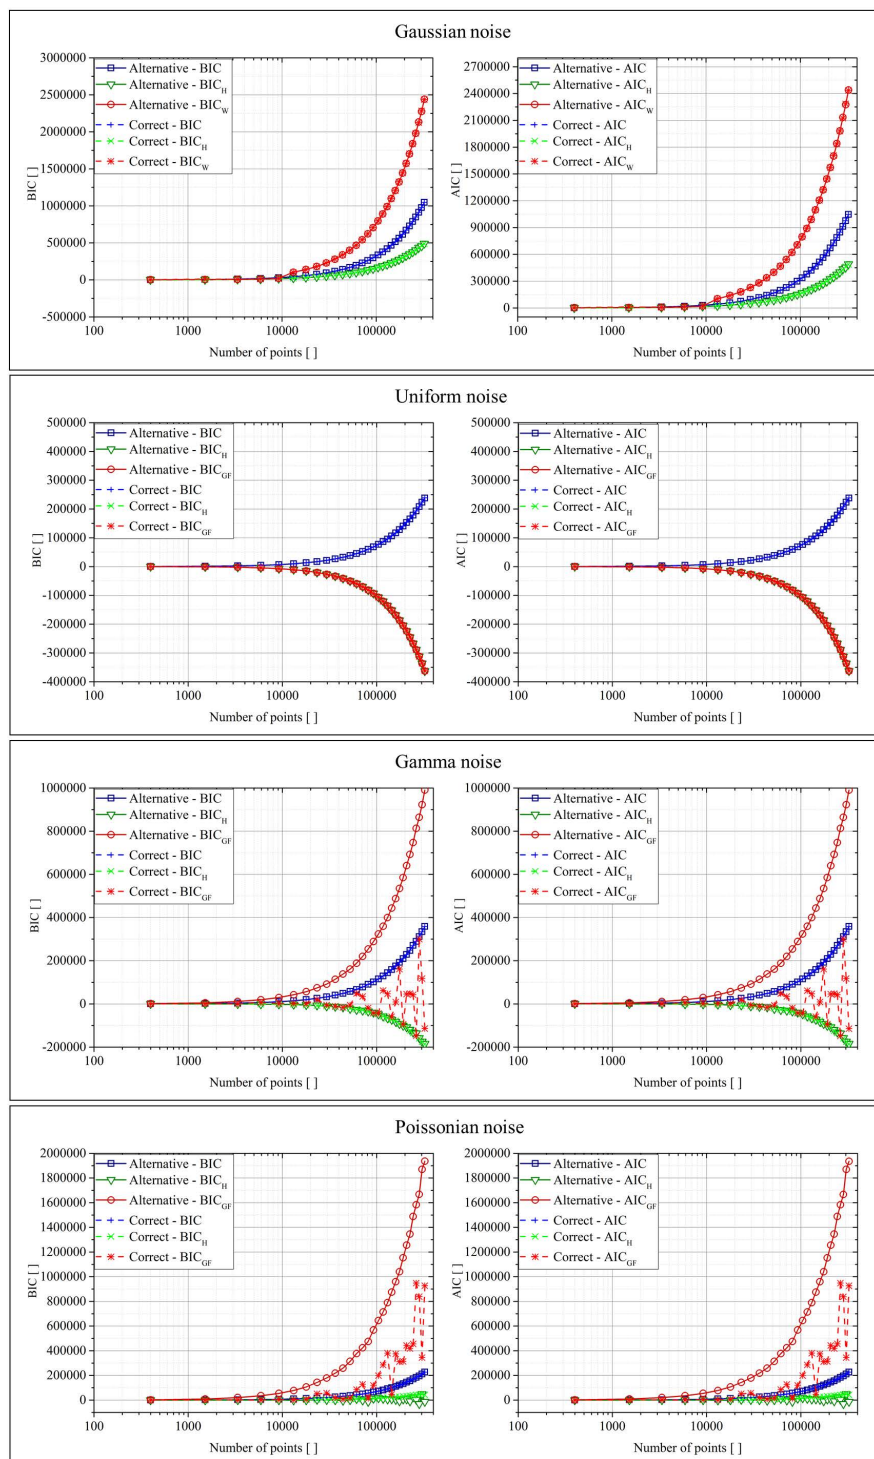 Gaussian noise
3000000
2500000
2000000
1500000
1000000
500000
0
-500000
BIC [ ]
Alternative - BIC
Alternative - BIC_H
Alternative - BIC_W
Correct - BIC
Correct - BIC_H
Correct - BIC_W
100 1000 10000 100000
Number of points [ ]
2700000
2400000
2100000
1800000
1500000
1200000
900000
600000
300000
0
AIC [ ]
Alternative - AIC
Alternative - AIC_H
Alternative - AIC_W
Correct - AIC
Correct - AIC_H
Correct - AIC_W
100 1000 10000 100000
Number of points [ ]
Uniform noise
500000
400000
300000
200000
100000
0
-100000
-200000
-300000
-400000
BIC [ ]
Alternative - BIC
Alternative - BIC_H
Alternative - BIC_GF
Correct - BIC
Correct - BIC_H
Correct - BIC_GF
100 1000 10000 100000
Number of points [ ]
500000
400000
300000
200000
100000
0
-100000
-200000
-300000
-400000
AIC [ ]
Alternative - AIC
Alternative - AIC_H
Alternative - AIC_GF
Correct - AIC
Correct - AIC_H
Correct - AIC_GF
100 1000 10000 100000
Number of points [ ]
Gamma noise
1000000
800000
600000
400000
200000
0
-200000
BIC [ ]
Alternative - BIC
Alternative - BIC_H
Alternative - BIC_GF
Correct - BIC
Correct - BIC_H
Correct - BIC_GF
100 1000 10000 100000
Number of points [ ]
1000000
800000
600000
400000
200000
0
-200000
AIC [ ]
Alternative - AIC
Alternative - AIC_H
Alternative - AIC_GF
Correct - AIC
Correct - AIC_H
Correct - AIC_GF
100 1000 10000 100000
Number of points [ ]
Poissonian noise
2000000
1800000
1600000
1400000
1200000
1000000
800000
600000
400000
200000
0
BIC [ ]
Alternative - BIC
Alternative - BIC_H
Alternative - BIC_GF
Correct - BIC
Correct - BIC_H
Correct - BIC_GF
100 1000 10000 100000
Number of points [ ]
2000000
1800000
1600000
1400000
1200000
1000000
800000
600000
400000
200000
0
AIC [ ]
Alternative - AIC
Alternative - AIC_H
Alternative - AIC_GF
Correct - AIC
Correct - AIC_H
Correct - AIC_GF
100 1000 10000 100000
Number of points [ ]